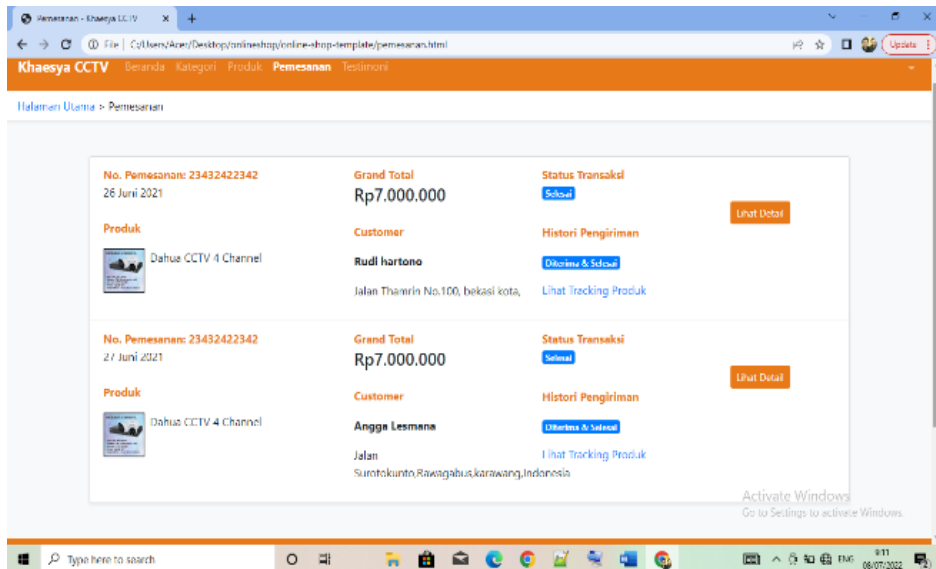 Pemesanan - Khaesya CCTV
File | C:/Users/Acer/Desktop/onlineshop/online-shop-template/pemesanan.html
Update
Khaesya CCTV Beranda Kategori Produk Pemesanan Testimoni
Halaman Utama > Pemesanan
No. Pemesanan: 23432422342
26 Juni 2021
Produk
Dahua CCTV 4 Channel
Grand Total
Rp7.000.000
Customer
Rudi hartono
Jalan Thamrin No.100, bekasi kota,
Status Transaksi
Selesai
Histori Pengiriman
Diterima & Selesai
Lihat Tracking Produk
Lihat Detail
No. Pemesanan: 23432422342
27 Juni 2021
Produk
Dahua CCTV 4 Channel
Grand Total
Rp7.000.000
Customer
Angga Lesmana
Jalan
Surotokunto,Rawagabus,karawang,Indonesia
Status Transaksi
Selesai
Histori Pengiriman
Diterima & Selesai
Lihat Tracking Produk
Lihat Detail
Activate Windows
Go to Settings to activate Windows.
Type here to search
ENG
9:11
08/07/2022